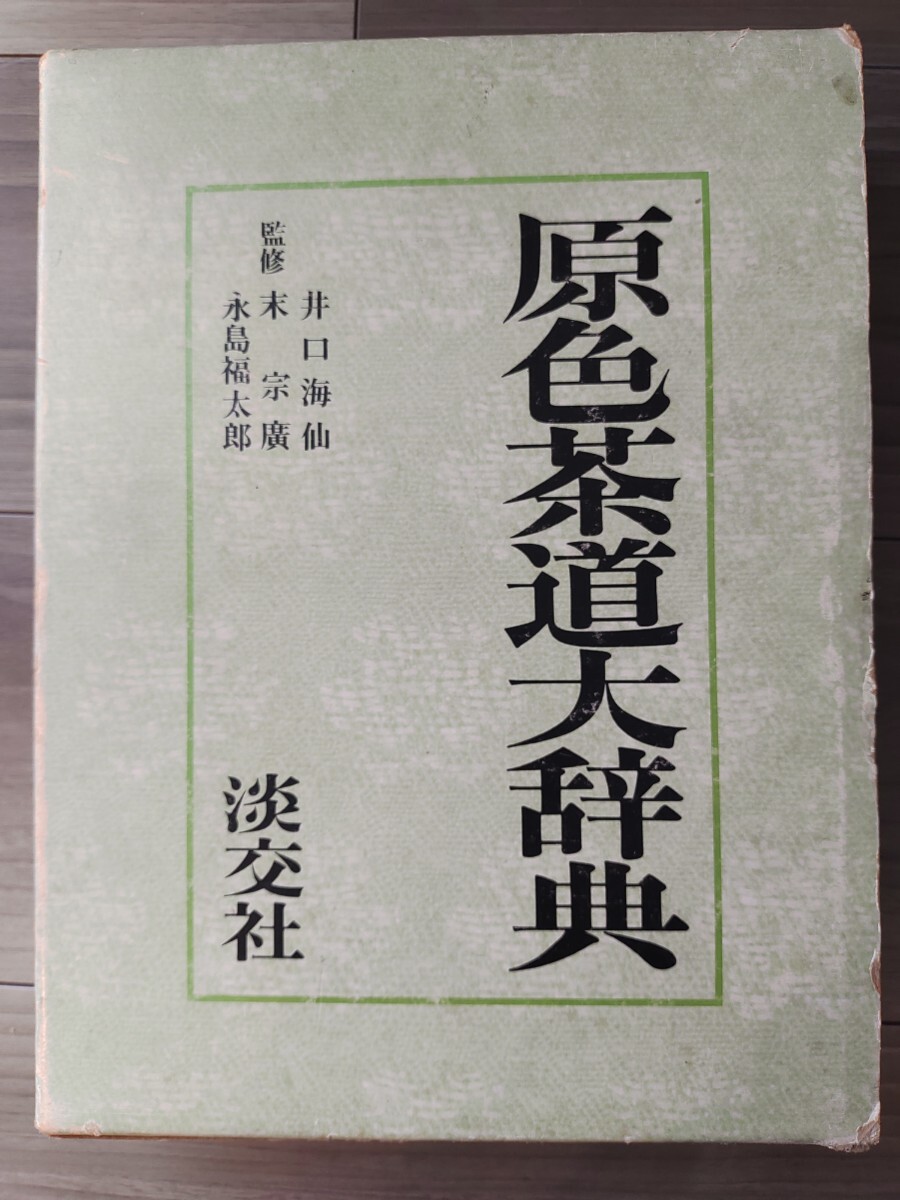 原色茶道大辞典
井口海仙
監修 末宗廣
永島福太郎
淡交社